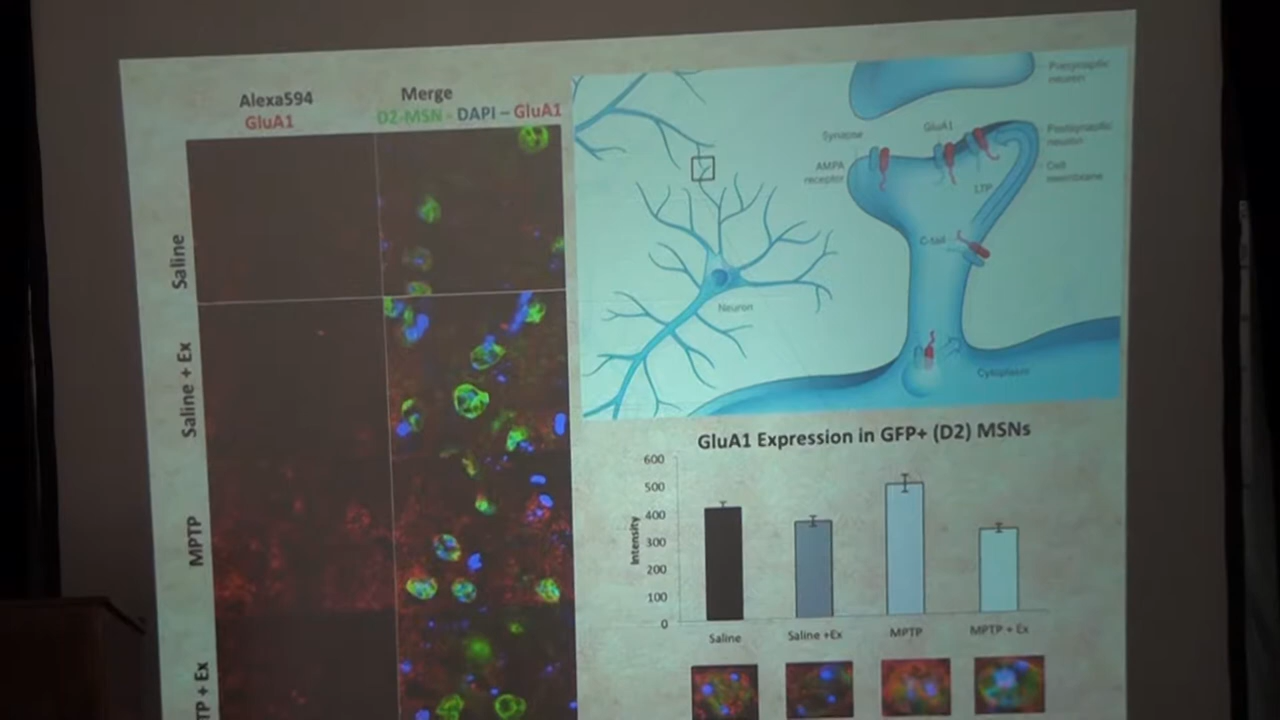 Alexa594
GluA1
Merge
D2-MSN - DAPI – GluA1
Saline
Saline + Ex
MPTP
TP + Ex
Presynaptic
neuron
Synapse
GluA1
Postsynaptic
neuron
AMPA
receptor
Cell
membrane
LTP
C-tail
Neuron
Cytoplasm
GluA1 Expression in GFP+ (D2) MSNs
Intensity
600
500
400
300
200
100
0
Saline
Saline +Ex
MPTP
MPTP + Ex